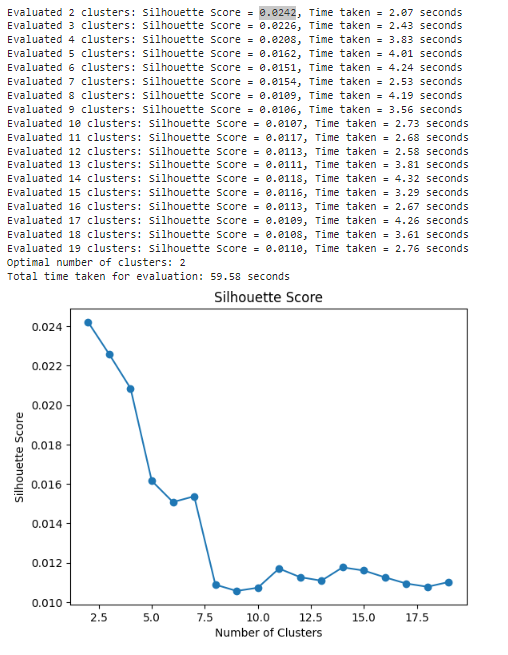 Evaluated 2 clusters: Silhouette Score = 0.0242, Time taken = 2.07 seconds
Evaluated 3 clusters: Silhouette Score = 0.0226, Time taken = 2.43 seconds
Evaluated 4 clusters: Silhouette Score = 0.0208, Time taken = 3.83 seconds
Evaluated 5 clusters: Silhouette Score = 0.0162, Time taken = 4.01 seconds
Evaluated 6 clusters: Silhouette Score = 0.0151, Time taken = 4.24 seconds
Evaluated 7 clusters: Silhouette Score = 0.0154, Time taken = 2.53 seconds
Evaluated 8 clusters: Silhouette Score = 0.0109, Time taken = 4.19 seconds
Evaluated 9 clusters: Silhouette Score = 0.0106, Time taken = 3.56 seconds
Evaluated 10 clusters: Silhouette Score = 0.0107, Time taken = 2.73 seconds
Evaluated 11 clusters: Silhouette Score = 0.0117, Time taken = 2.68 seconds
Evaluated 12 clusters: Silhouette Score = 0.0113, Time taken = 2.58 seconds
Evaluated 13 clusters: Silhouette Score = 0.0111, Time taken = 3.81 seconds
Evaluated 14 clusters: Silhouette Score = 0.0118, Time taken = 4.32 seconds
Evaluated 15 clusters: Silhouette Score = 0.0116, Time taken = 3.29 seconds
Evaluated 16 clusters: Silhouette Score = 0.0113, Time taken = 2.67 seconds
Evaluated 17 clusters: Silhouette Score = 0.0109, Time taken = 4.26 seconds
Evaluated 18 clusters: Silhouette Score = 0.0108, Time taken = 3.61 seconds
Evaluated 19 clusters: Silhouette Score = 0.0110, Time taken = 2.76 seconds
Optimal number of clusters: 2
Total time taken for evaluation: 59.58 seconds
Silhouette Score
0.024
0.022
0.020
0.018
0.016
0.014
0.012
0.010
Silhouette Score
2.5 5.0 7.5 10.0 12.5 15.0 17.5
Number of Clusters